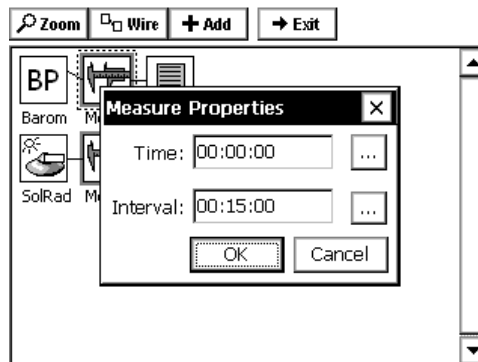 Zoom Wire Add Exit
BP
Barom
Measure Properties
Time: 00:00:00 ...
SolRad
Interval: 00:15:00 ...
OK Cancel